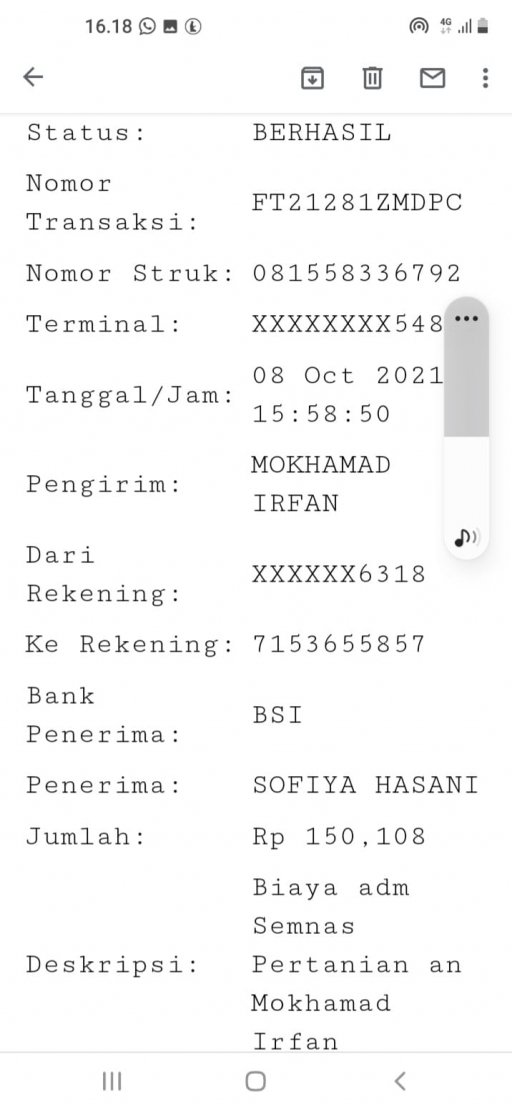 16.18
4G
Status: BERHASIL
Nomor Transaksi: FT21281ZMDPC
Nomor Struk: 081558336792
Terminal: XXXXXXXX548
Tanggal/Jam: 08 Oct 2021 15:58:50
Pengirim: MOKHAMAD IRFAN
Dari Rekening: XXXXXX6318
Ke Rekening: 7153655857
Bank Penerima: BSI
Penerima: SOFIYA HASANI
Jumlah: Rp 150,108
Deskripsi: Biaya adm
Semnas
Pertanian an
Mokhamad
Irfan